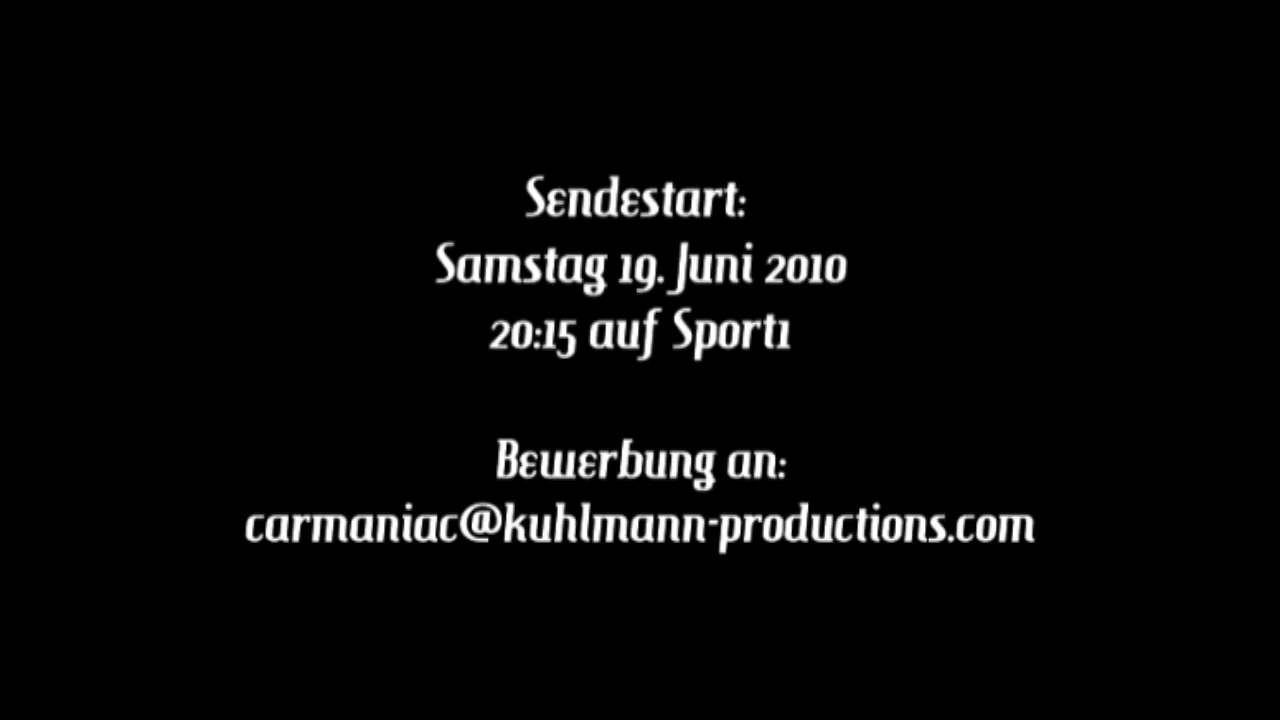 Sendestart:
Samstag 19. Juni 2010
20:15 auf Sport1
Bewerbung an:
carmaniac@kuhlmann-productions.com